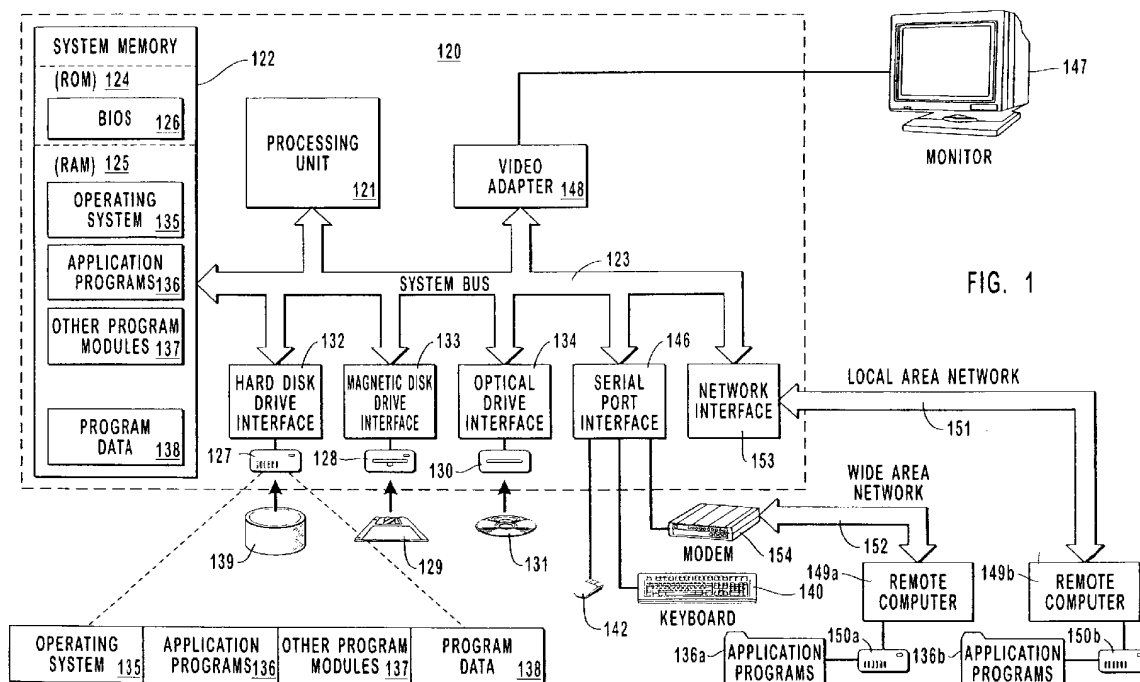 SYSTEM MEMORY
(ROM) 124
BIOS
126
(RAM) 125
OPERATING
SYSTEM 135
APPLICATION
PROGRAMS 136
OTHER PROGRAM
MODULES 137
PROGRAM
DATA 138
122
120
PROCESSING
UNIT
121
VIDEO
ADAPTER 148
147
MONITOR
SYSTEM BUS
123
FIG. 1
132
HARD DISK
DRIVE
INTERFACE
133
MAGNETIC DISK
DRIVE
INTERFACE
134
OPTICAL
DRIVE
INTERFACE
146
SERIAL
PORT
INTERFACE
NETWORK
INTERFACE
153
LOCAL AREA NETWORK
151
127
128
130
WIDE AREA
NETWORK
152
139
129
131
MODEM
154
142
140
KEYBOARD
149a
REMOTE
COMPUTER
149b
REMOTE
COMPUTER
150a
150b
136a
APPLICATION
PROGRAMS
136b
APPLICATION
PROGRAMS
OPERATING
SYSTEM 135
APPLICATION
PROGRAMS 136
OTHER PROGRAM
MODULES 137
PROGRAM
DATA 138